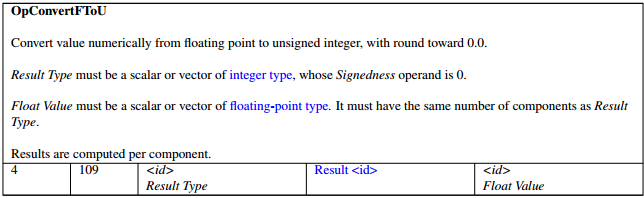 OpConvertFToU
Convert value numerically from floating point to unsigned integer, with round toward 0.0.
Result Type must be a scalar or vector of integer type, whose Signedness operand is 0.
Float Value must be a scalar or vector of floating-point type. It must have the same number of components as Result
Type.
Results are computed per component.
4 109 <id> Result <id> <id>
Result Type Float Value